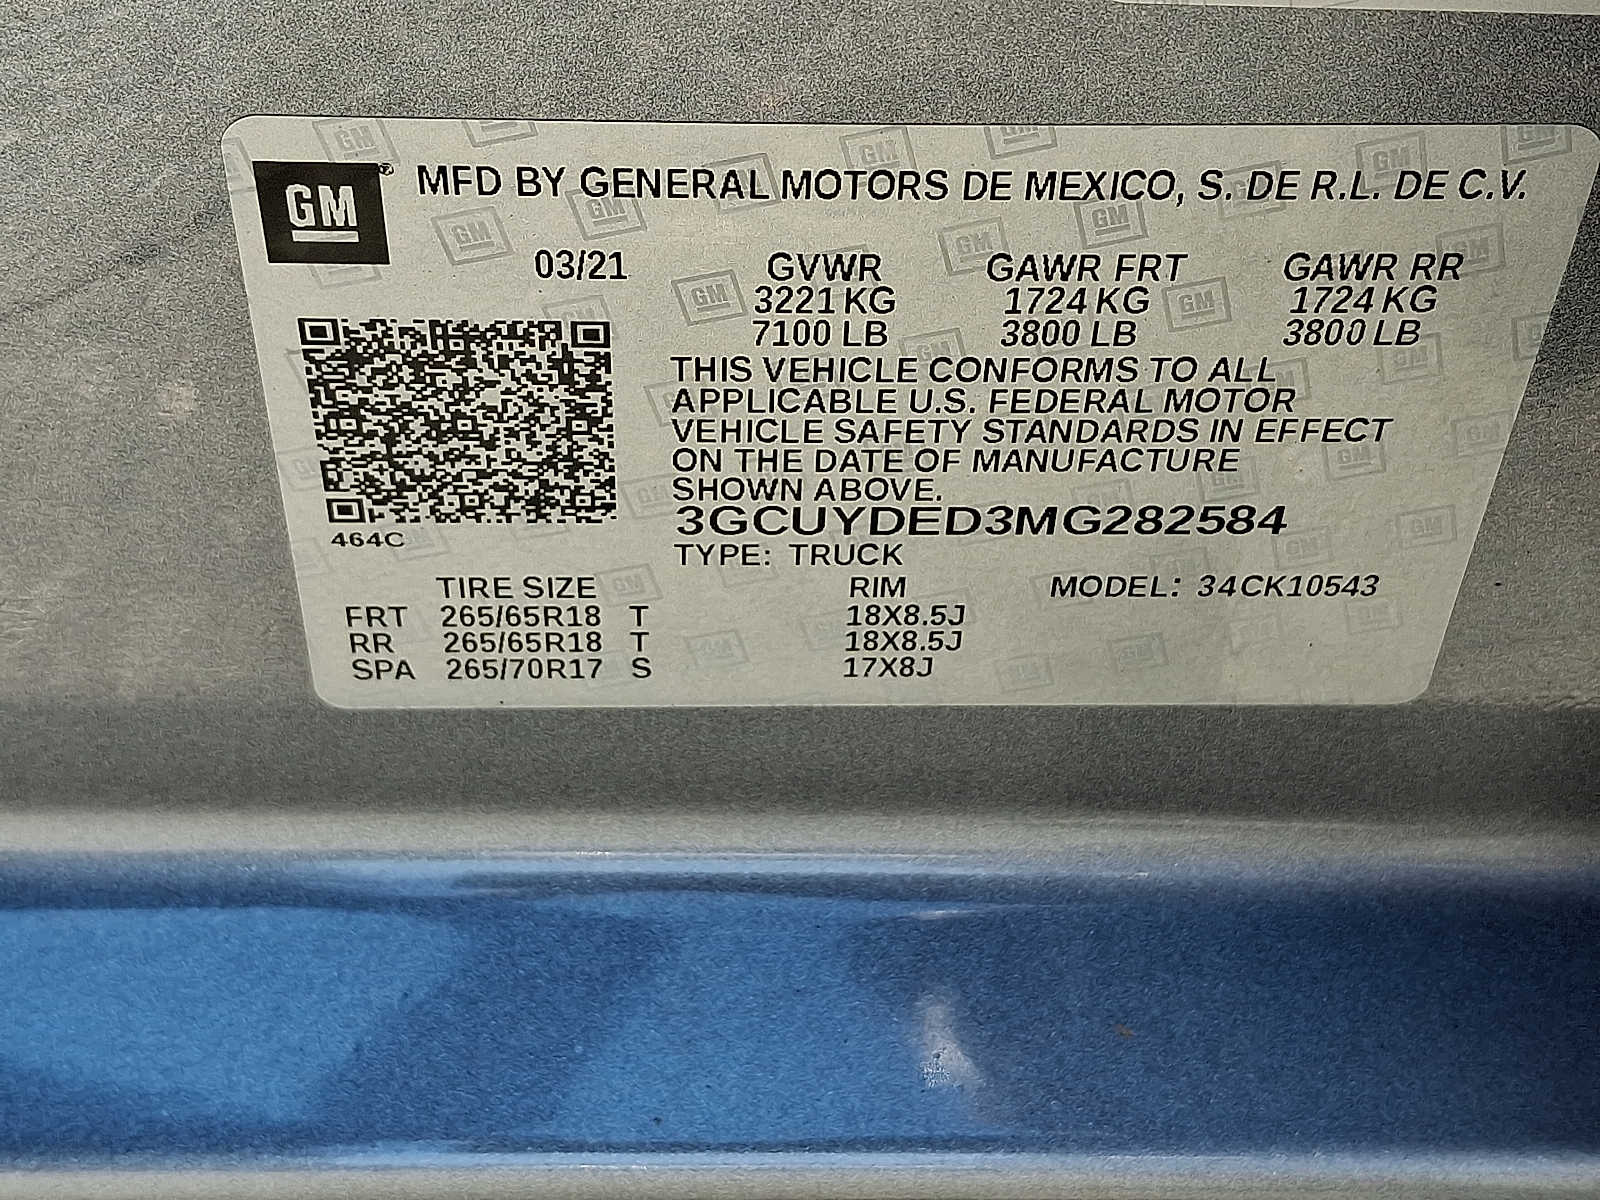 GM
MFD BY GENERAL MOTORS DE MEXICO, S. DE R.L. DE C.V.
03/21 GVWR GAWR FRT GAWR RR
3221 KG 1724 KG 1724 KG
7100 LB 3800 LB 3800 LB
THIS VEHICLE CONFORMS TO ALL
APPLICABLE U.S. FEDERAL MOTOR
VEHICLE SAFETY STANDARDS IN EFFECT
ON THE DATE OF MANUFACTURE
SHOWN ABOVE.
3GCUYDED3MG282584
464C
TYPE: TRUCK
TIRE SIZE RIM MODEL: 34CK10543
FRT 265/65R18 T 18X8.5J
RR 265/65R18 T 18X8.5J
SPA 265/70R17 S 17X8J